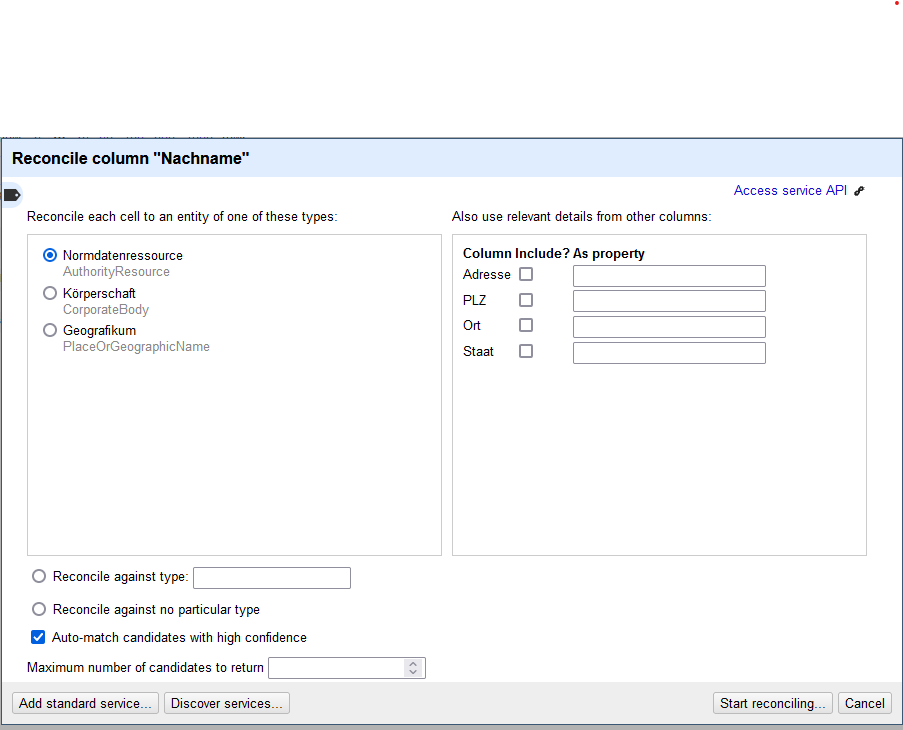 Reconcile column "Nachname"
Access service API
Reconcile each cell to an entity of one of these types:
Also use relevant details from other columns:
Normdatenressource
AuthorityResource
Körperschaft
CorporateBody
Geografikum
PlaceOrGeographicName
Column Include? As property
Adresse
PLZ
Ort
Staat
Reconcile against type:
Reconcile against no particular type
Auto-match candidates with high confidence
Maximum number of candidates to return
Add standard service... Discover services... Start reconciling... Cancel